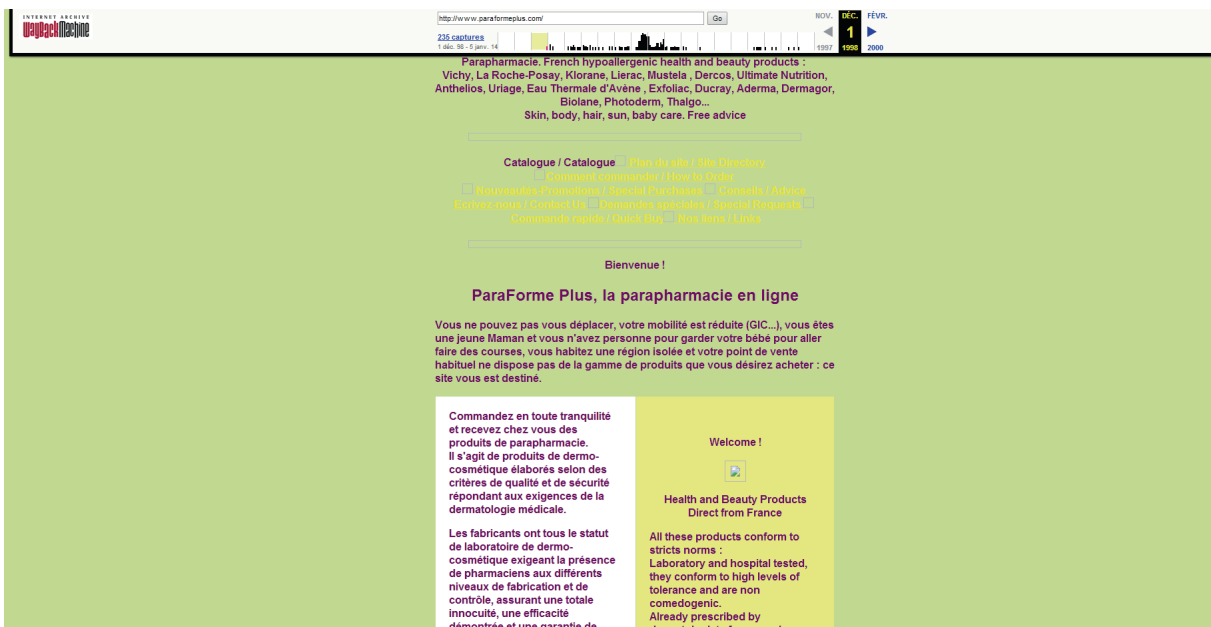 INTERNET ARCHIVE
WayBackMachine
http://www.paraformeplus.com/
Go
235 captures
1 déc. 98 - 5 janv. 14
NOV. DÉC. FÉVR.
1
1997 1998 2000
Parapharmacie. French hypoallergenic health and beauty products :
Vichy, La Roche-Posay, Klorane, Lierac, Mustela , Dercos, Ultimate Nutrition,
Anthelios, Uriage, Eau Thermale d'Avène , Exfoliac, Ducray, Aderma, Dermagor,
Biolane, Photoderm, Thalgo...
Skin, body, hair, sun, baby care. Free advice
Catalogue / Catalogue Plan du site / Site Directory
Comment commander / How to Order
Nouveautés-Promotions / Special Purchases Conseils / Advice
Ecrivez-nous / Contact Us Demandes spéciales / Special Requests
Commande rapide / Quick Buy Nos liens / Links
Bienvenue !
ParaForme Plus, la parapharmacie en ligne
Vous ne pouvez pas vous déplacer, votre mobilité est réduite (GIC...), vous êtes
une jeune Maman et vous n'avez personne pour garder votre bébé pour aller
faire des courses, vous habitez une région isolée et votre point de vente
habituel ne dispose pas de la gamme de produits que vous désirez acheter : ce
site vous est destiné.
Commandez en toute tranquilité
et recevez chez vous des
produits de parapharmacie.
Il s'agit de produits de dermo-
cosmétique élaborés selon des
critères de qualité et de sécurité
répondant aux exigences de la
dermatologie médicale.
Les fabricants ont tous le statut
de laboratoire de dermo-
cosmétique exigeant la présence
de pharmaciens aux différents
niveaux de fabrication et de
contrôle, assurant une totale
innocuité, une efficacité
démontrée et une garantie de
Welcome !
Health and Beauty Products
Direct from France
All these products conform to
stricts norms :
Laboratory and hospital tested,
they conform to high levels of
tolerance and are non
comedogenic.
Already prescribed by